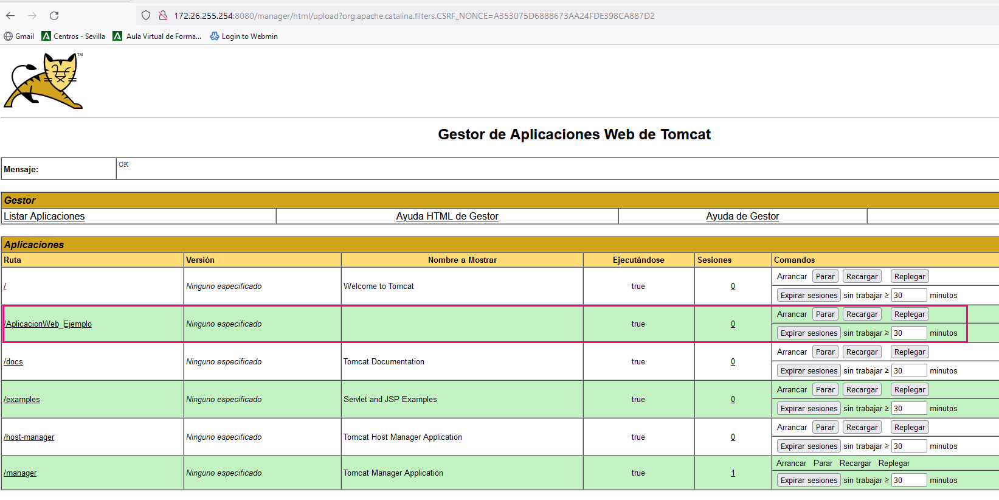 172.26.255.254:8080/manager/html/upload?org.apache.catalina.filters.CSRF_NONCE=A353075D6888673AA24FDE398CA887D2
Gmail Centros - Sevilla Aula Virtual de Forma... Login to Webmin
TM
Gestor de Aplicaciones Web de Tomcat
Mensaje: OK
Gestor
Listar Aplicaciones Ayuda HTML de Gestor Ayuda de Gestor
Aplicaciones
Ruta Versión Nombre a Mostrar Ejecutándose Sesiones Comandos
/ Ninguno especificado Welcome to Tomcat true 0 Arrancar Parar Recargar Replegar
Expirar sesiones sin trabajar ≥ 30 minutos
/AplicacionWeb_Ejemplo Ninguno especificado true 0 Arrancar Parar Recargar Replegar
Expirar sesiones sin trabajar ≥ 30 minutos
/docs Ninguno especificado Tomcat Documentation true 0 Arrancar Parar Recargar Replegar
Expirar sesiones sin trabajar ≥ 30 minutos
/examples Ninguno especificado Servlet and JSP Examples true 0 Arrancar Parar Recargar Replegar
Expirar sesiones sin trabajar ≥ 30 minutos
/host-manager Ninguno especificado Tomcat Host Manager Application true 0 Arrancar Parar Recargar Replegar
Expirar sesiones sin trabajar ≥ 30 minutos
/manager Ninguno especificado Tomcat Manager Application true 1 Arrancar Parar Recargar Replegar
Expirar sesiones sin trabajar ≥ 30 minutos